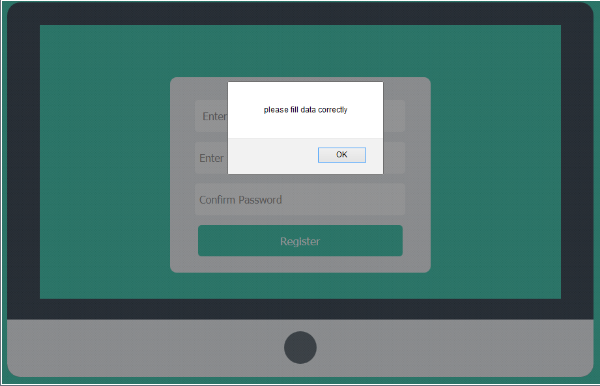 please fill data correctly
OK
Enter
Enter
Confirm Password
Register